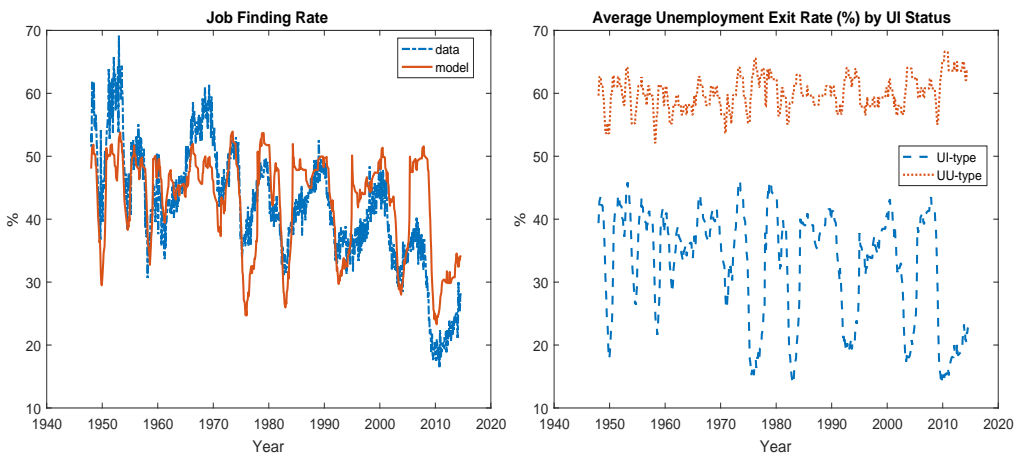 Job Finding Rate
70
60
50
40
30
20
10
%
1940 1950 1960 1970 1980 1990 2000 2010 2020
Year
data
model
Average Unemployment Exit Rate (%) by UI Status
70
60
50
40
30
20
10
%
1940 1950 1960 1970 1980 1990 2000 2010 2020
Year
UI-type
UU-type